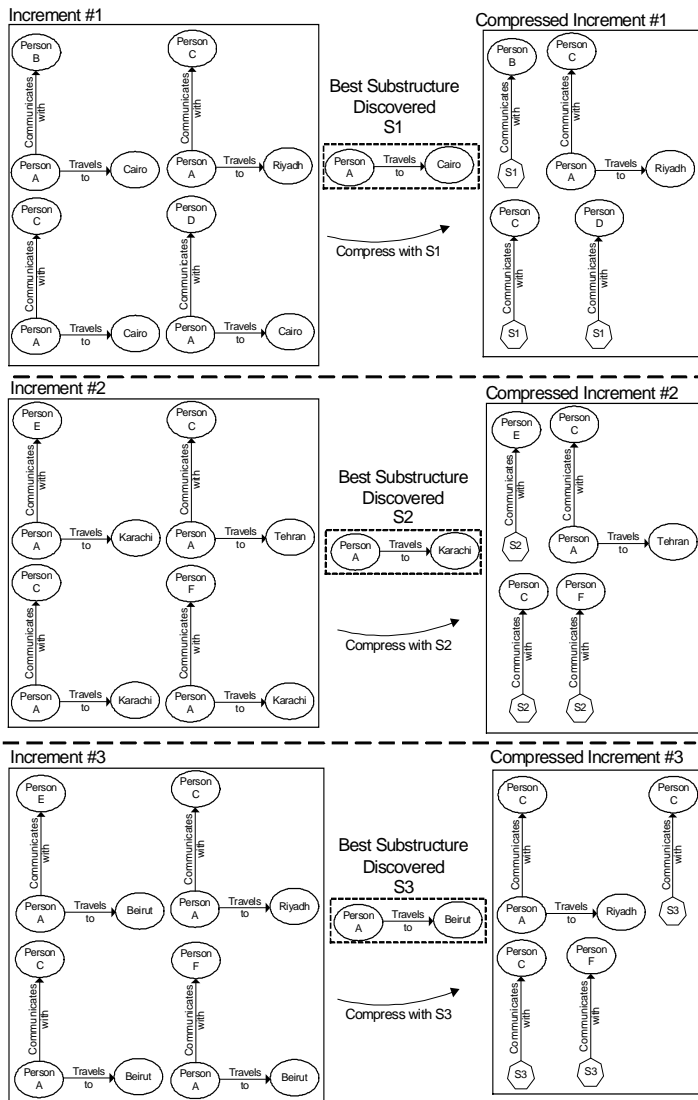 Increment #1
Person
B
Communicates
with
Person
A
Travels
to
Cairo
Person
C
Communicates
with
Person
A
Travels
to
Riyadh
Person
C
Communicates
with
Person
A
Travels
to
Cairo
Person
D
Communicates
with
Person
A
Travels
to
Cairo
Best Substructure
Discovered
S1
Person
A
Travels
to
Cairo
Compress with S1
Compressed Increment #1
Person
B
Communicates
with
S1
Person
C
Communicates
with
Person
A
Travels
to
Riyadh
Person
C
Communicates
with
S1
Person
D
Communicates
with
S1
Increment #2
Person
E
Communicates
with
Person
A
Travels
to
Karachi
Person
C
Communicates
with
Person
A
Travels
to
Tehran
Person
C
Communicates
with
Person
A
Travels
to
Karachi
Person
F
Communicates
with
Person
A
Travels
to
Karachi
Best Substructure
Discovered
S2
Person
A
Travels
to
Karachi
Compress with S2
Compressed Increment #2
Person
E
Communicates
with
S2
Person
C
Communicates
with
Person
A
Travels
to
Tehran
Person
C
Communicates
with
S2
Person
F
Communicates
with
S2
Increment #3
Person
E
Communicates
with
Person
A
Travels
to
Beirut
Person
C
Communicates
with
Person
A
Travels
to
Riyadh
Person
C
Communicates
with
Person
A
Travels
to
Beirut
Person
F
Communicates
with
Person
A
Travels
to
Beirut
Best Substructure
Discovered
S3
Person
A
Travels
to
Beirut
Compress with S3
Compressed Increment #3
Person
C
Communicates
with
Person
A
Travels
to
Riyadh
Person
C
Communicates
with
S3
Person
C
Communicates
with
S3
Person
F
Communicates
with
S3